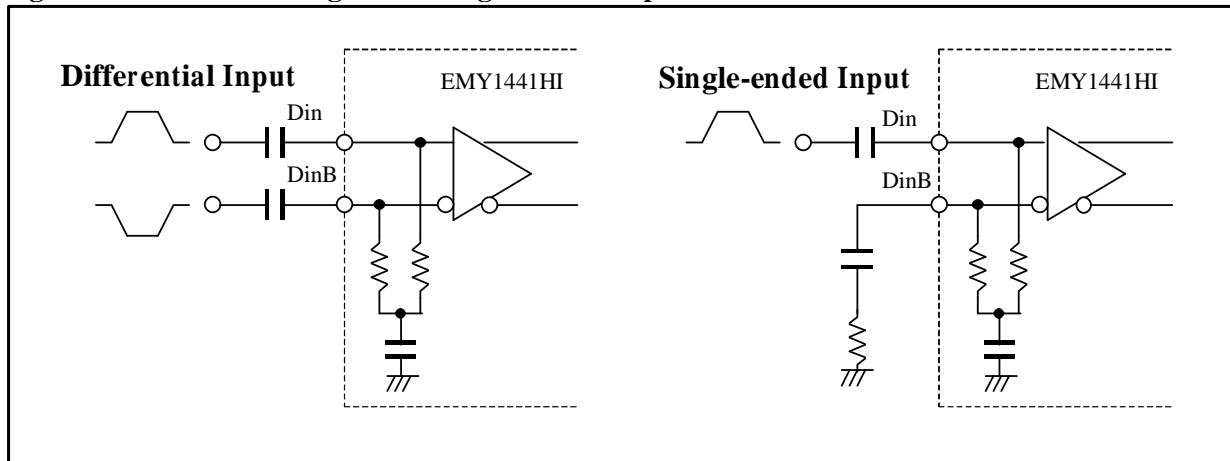 Differential Input
EMY1441HI
Din
DinB
Single-ended Input
EMY1441HI
Din
DinB